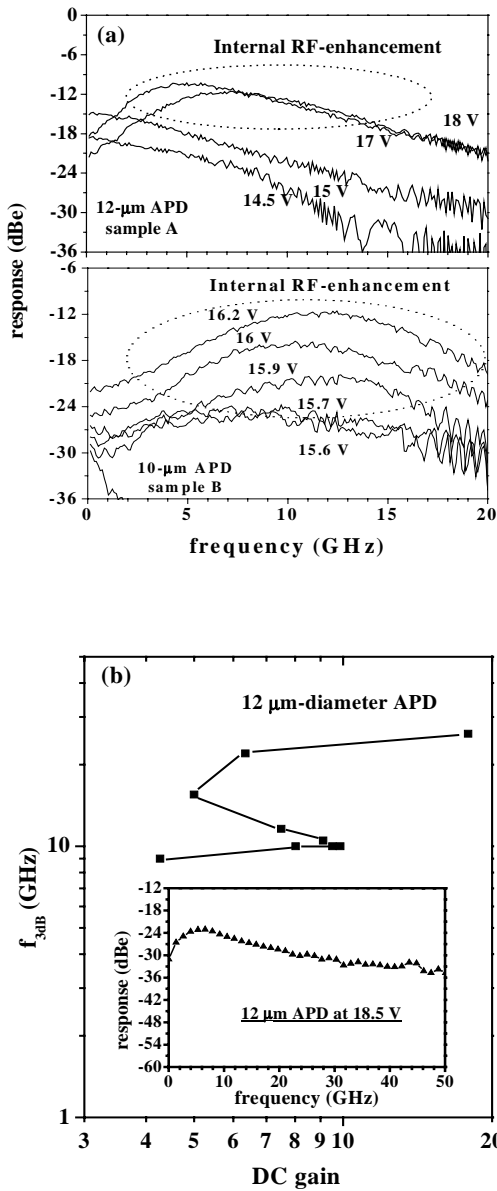 (a)
Internal RF-enhancement
18 V
17 V
15 V
14.5 V
12-μm APD
sample A
0
-6
-12
-18
-24
-30
-36
response (dBe)
Internal RF-enhancement
16.2 V
16 V
15.9 V
15.7 V
15.6 V
10-μm APD
sample B
-6
-12
-18
-24
-30
-36
0 5 10 15 20
frequency (GHz)
(b)
12 μm-diameter APD
10
1
f3dB (GHz)
-12
-18
-24
-30
-36
-42
-48
-54
-60
response (dBe)
12 μm APD at 18.5 V
0 10 20 30 40 50
frequency (GHz)
3 4 5 6 7 8 9 10 20
DC gain